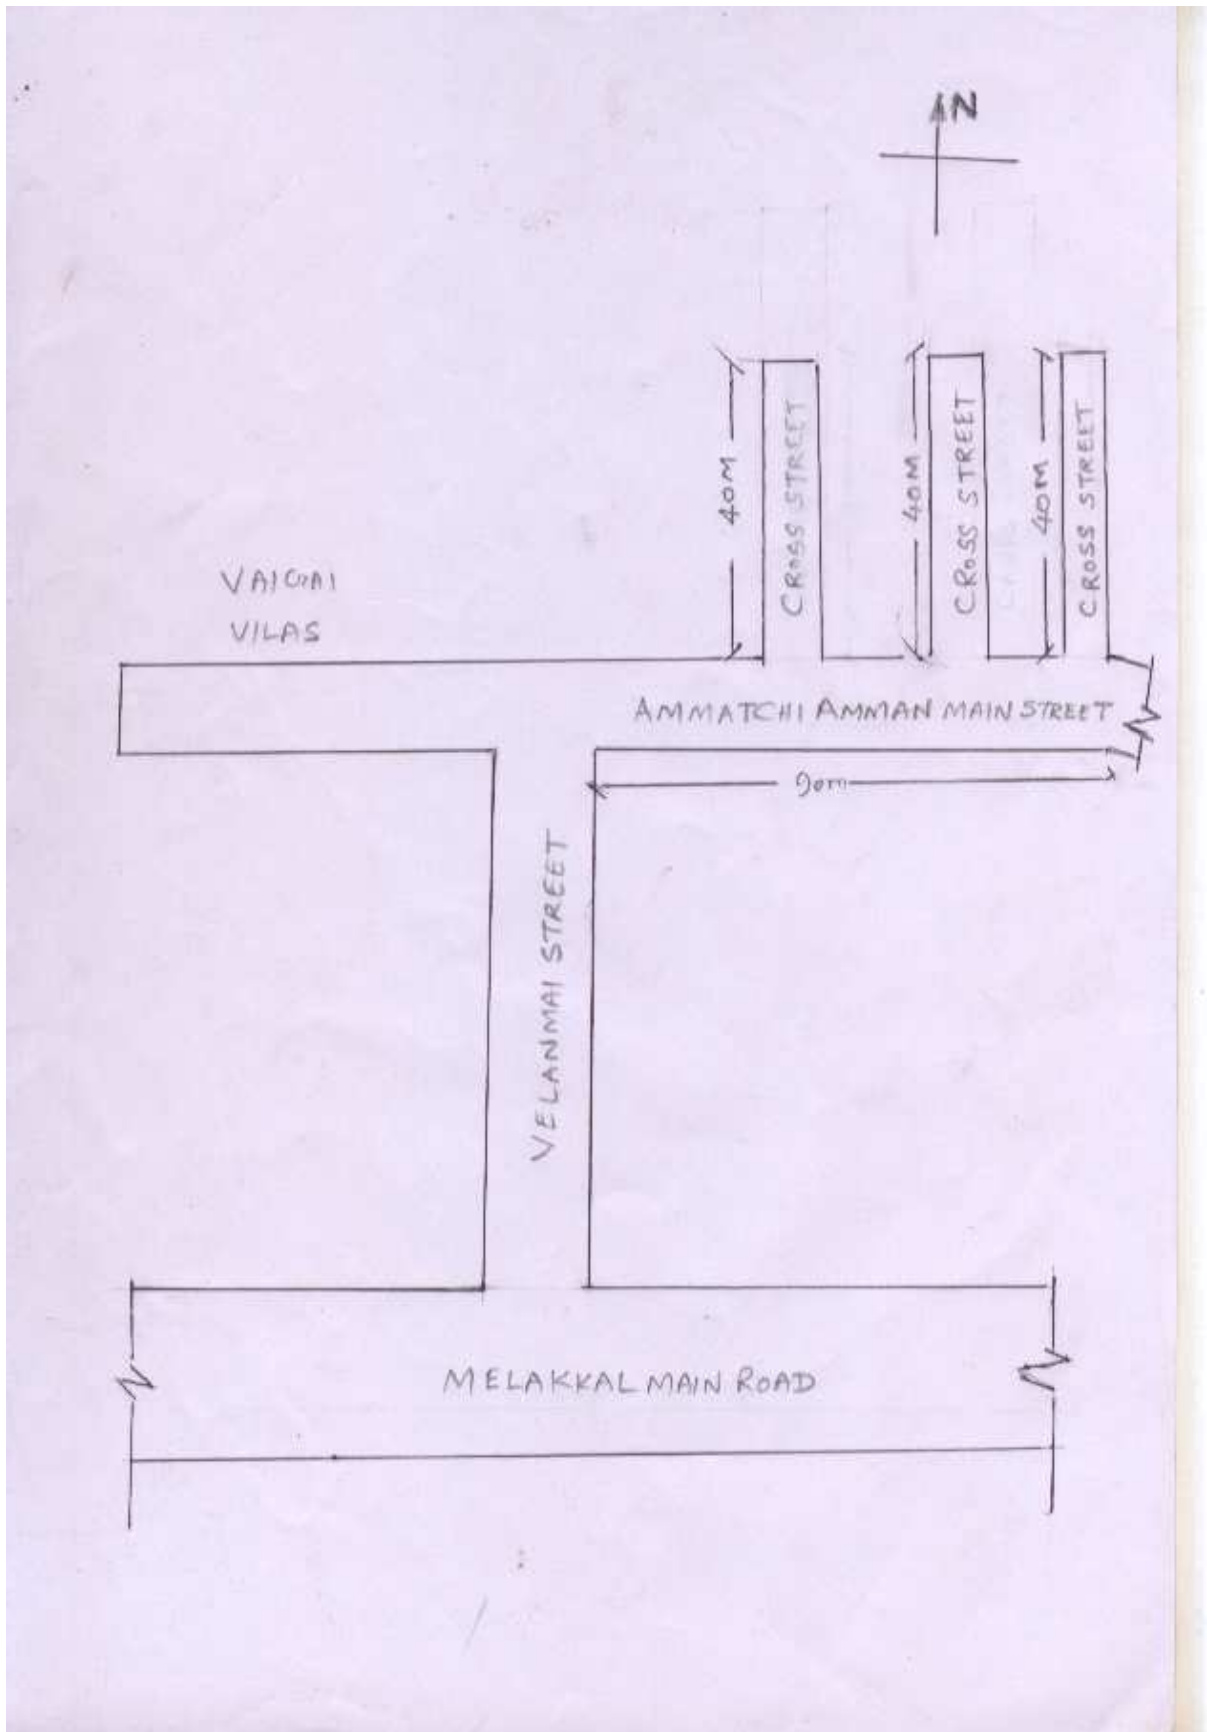 N
40M
CROSS STREET
40M
CROSS STREET
40M
CROSS STREET
VAIGAI
VILAS
AMMATCHI AMMAN MAIN STREET
90m
VELANMAI STREET
MELAKKAL MAIN ROAD